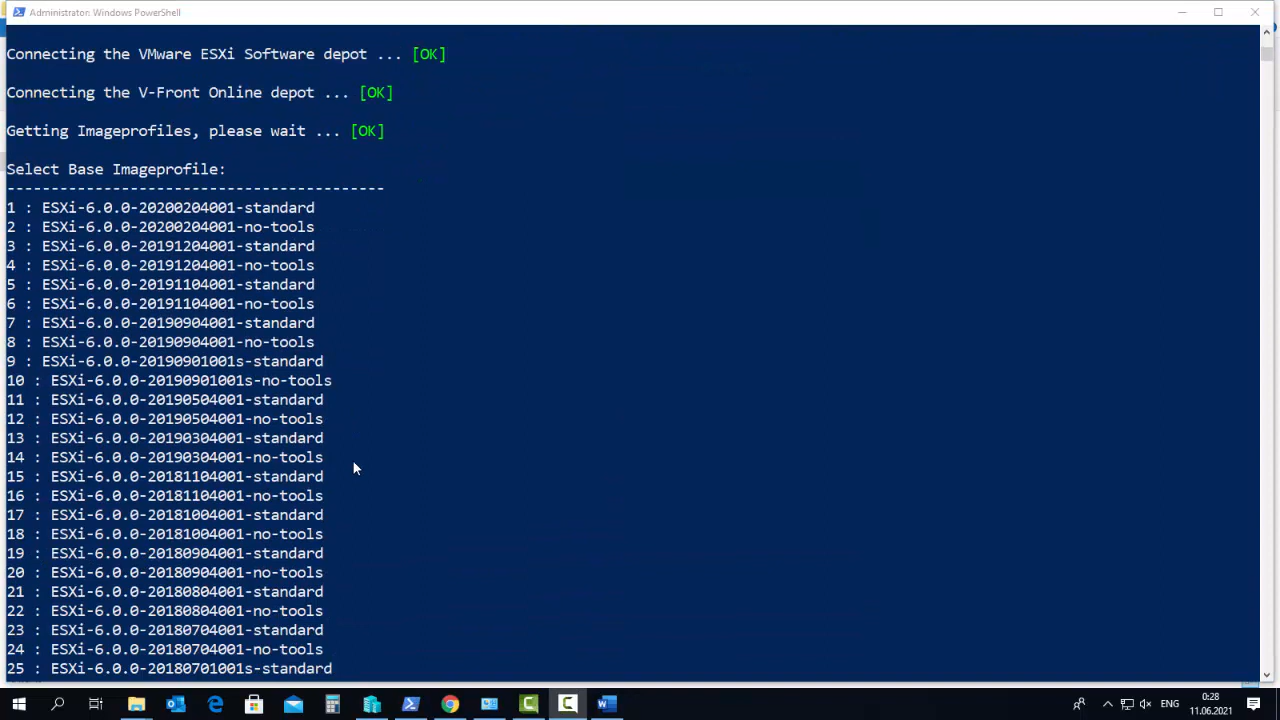 Administrator: Windows PowerShell
Connecting the VMware ESXi Software depot ... [OK]
Connecting the V-Front Online depot ... [OK]
Getting Imageprofiles, please wait ... [OK]
Select Base Imageprofile:
-------------------------------------------
1 : ESXi-6.0.0-20200204001-standard
2 : ESXi-6.0.0-20200204001-no-tools
3 : ESXi-6.0.0-20191204001-standard
4 : ESXi-6.0.0-20191204001-no-tools
5 : ESXi-6.0.0-20191104001-standard
6 : ESXi-6.0.0-20191104001-no-tools
7 : ESXi-6.0.0-20190904001-standard
8 : ESXi-6.0.0-20190904001-no-tools
9 : ESXi-6.0.0-20190901001s-standard
10 : ESXi-6.0.0-20190901001s-no-tools
11 : ESXi-6.0.0-20190504001-standard
12 : ESXi-6.0.0-20190504001-no-tools
13 : ESXi-6.0.0-20190304001-standard
14 : ESXi-6.0.0-20190304001-no-tools
15 : ESXi-6.0.0-20181104001-standard
16 : ESXi-6.0.0-20181104001-no-tools
17 : ESXi-6.0.0-20181004001-standard
18 : ESXi-6.0.0-20181004001-no-tools
19 : ESXi-6.0.0-20180904001-standard
20 : ESXi-6.0.0-20180904001-no-tools
21 : ESXi-6.0.0-20180804001-standard
22 : ESXi-6.0.0-20180804001-no-tools
23 : ESXi-6.0.0-20180704001-standard
24 : ESXi-6.0.0-20180704001-no-tools
25 : ESXi-6.0.0-20180701001s-standard
ENG
0:28
11.06.2021